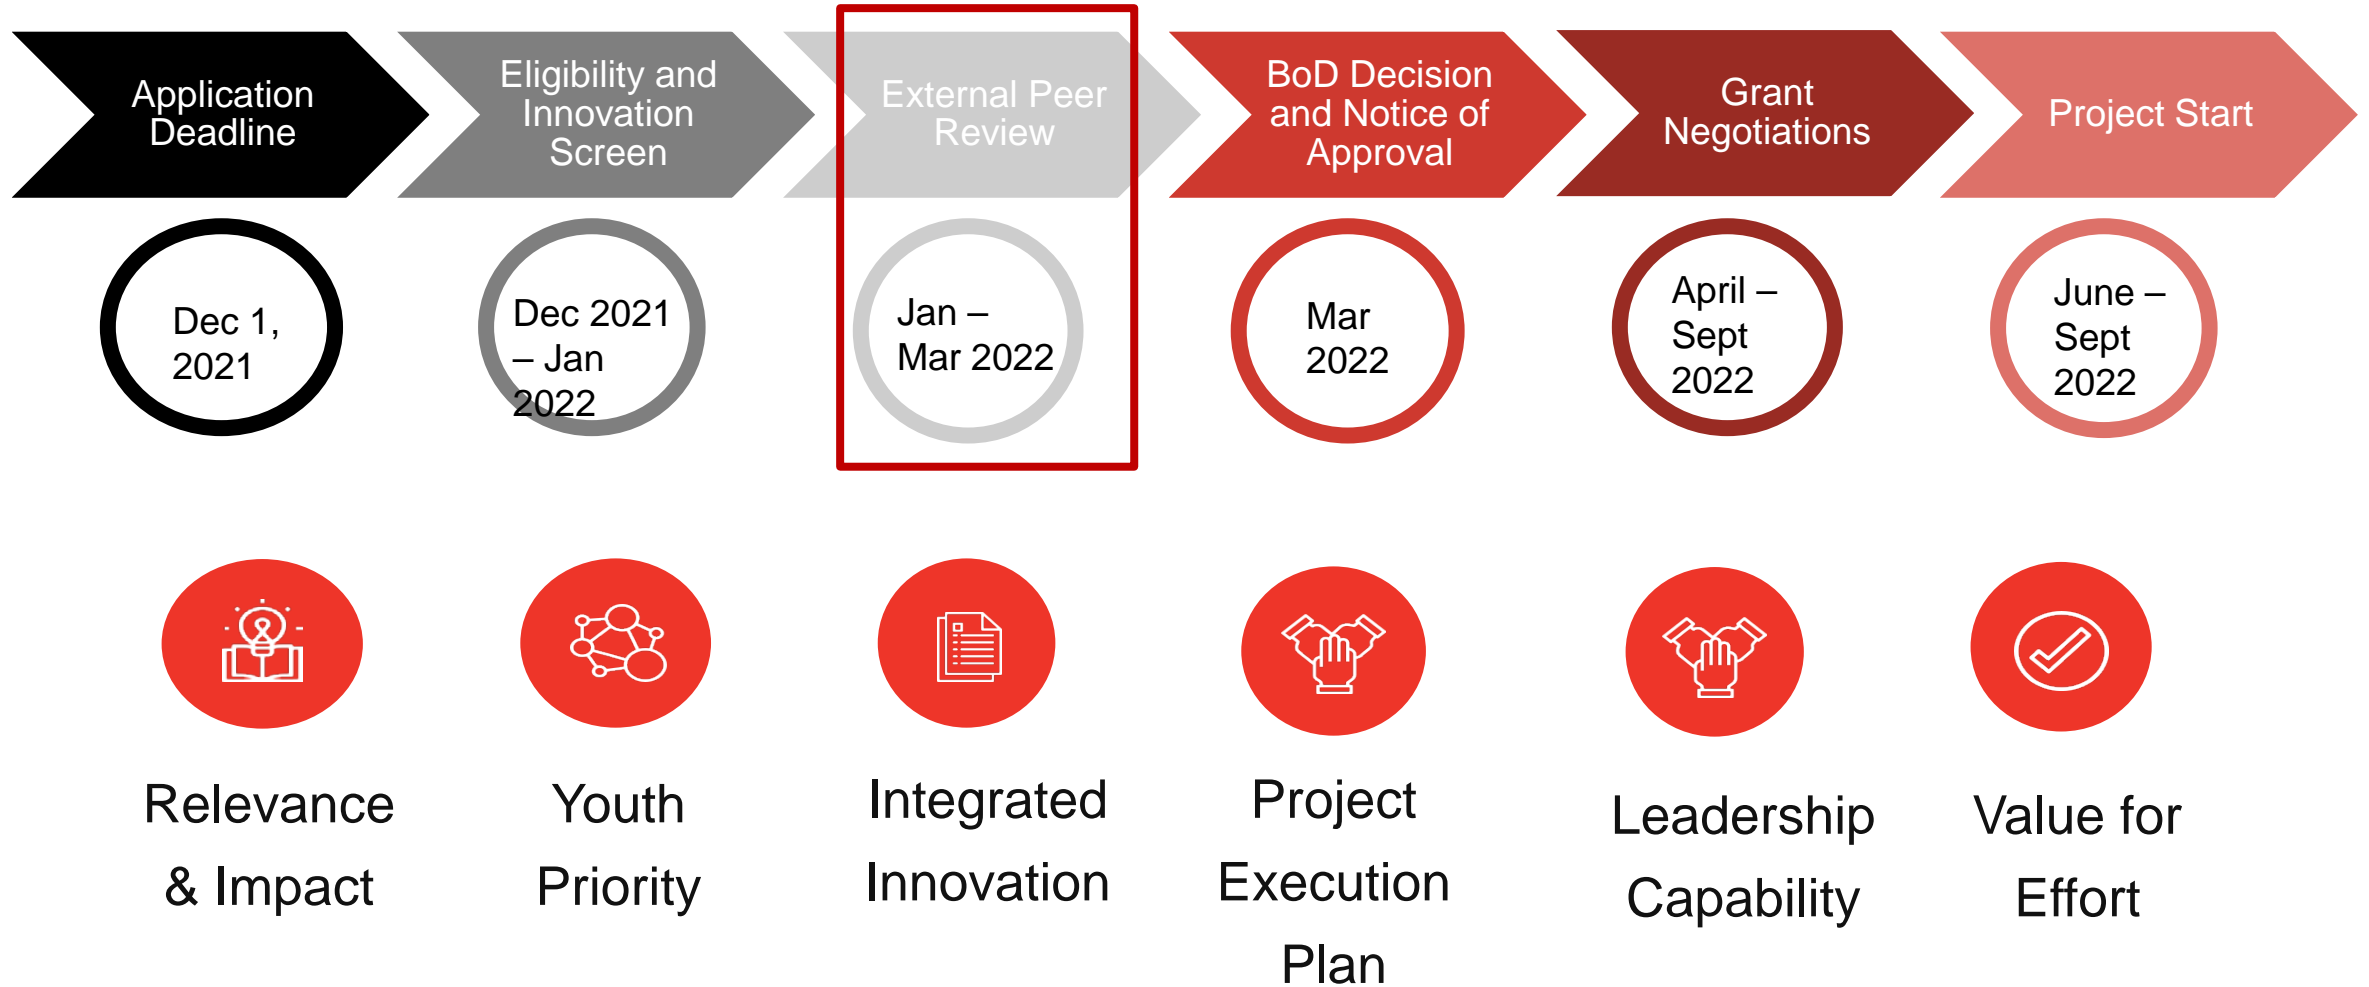 Application
Deadline
Eligibility and
Innovation
Screen
External Peer
Review
BoD Decision
and Notice of
Approval
Grant
Negotiations
Project Start
Dec 1,
2021
Dec 2021
– Jan
2022
Jan –
Mar 2022
Mar
2022
April –
Sept
2022
June –
Sept
2022
Relevance
& Impact
Youth
Priority
Integrated
Innovation
Project
Execution
Plan
Leadership
Capability
Value for
Effort